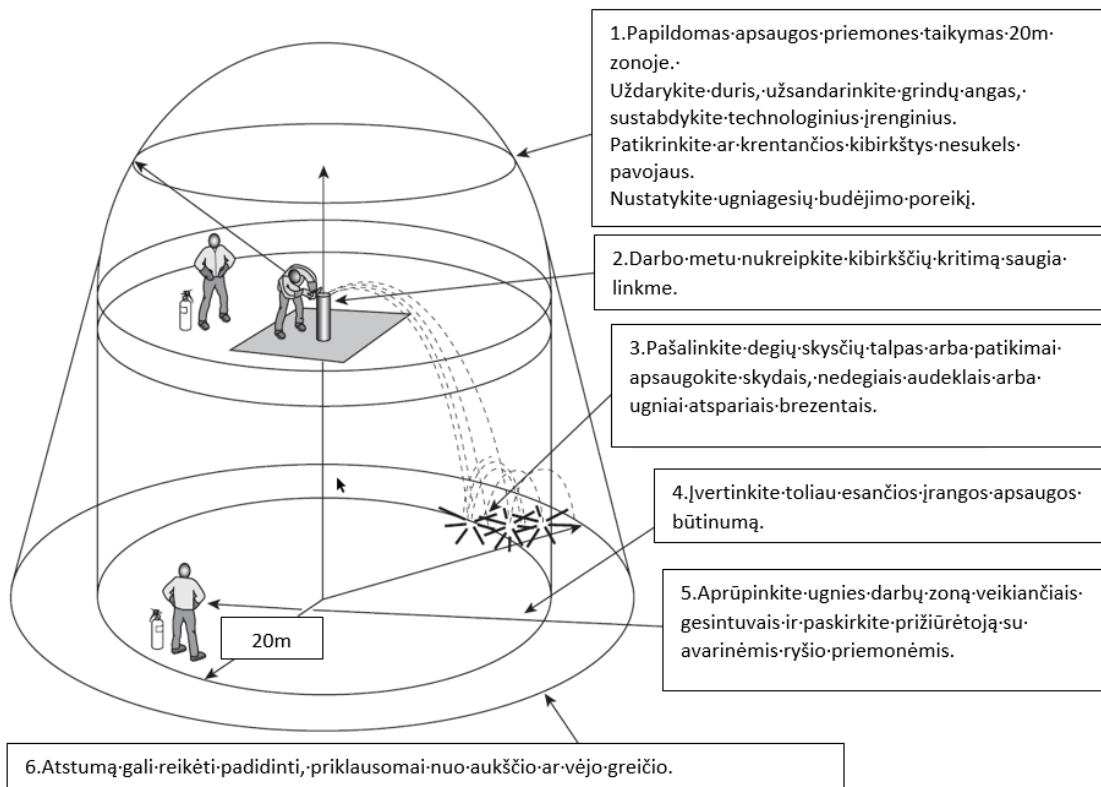 1.Papildomas·apsaugos·priemones·taikymas·20m·
zonoje.·
Uždarykite·duris,·užsandarinkite·grindų·angas,·
sustabdykite·technologinius·įrenginius.
Patikrinkite·ar·krentančios·kibirkštys·nesukels·
pavojaus.
Nustatykite·ugniagesių·budėjimo·poreikį.
2.Darbo·metu·nukreipkite·kibirkščių·kritimą·saugia·
linkme.
3.Pašalinkite·degių·skysčių·talpas·arba·patikimai·
apsaugokite·skydais,·nedegiais·audeklais·arba·
ugniai·atspariais·brezentais.
4.Įvertinkite·toliau·esančios·įrangos·apsaugos·
būtinumą.
5.Aprūpinkite·ugnies·darbų·zoną·veikiančiais·
gesintuvais·ir·paskirkite·prižiūrėtoją·su·
avarinėmis·ryšio·priemonėmis.
20m
6.Atstumą·gali·reikėti·padidinti,·priklausomai·nuo·aukščio·ar·vėjo·greičio.